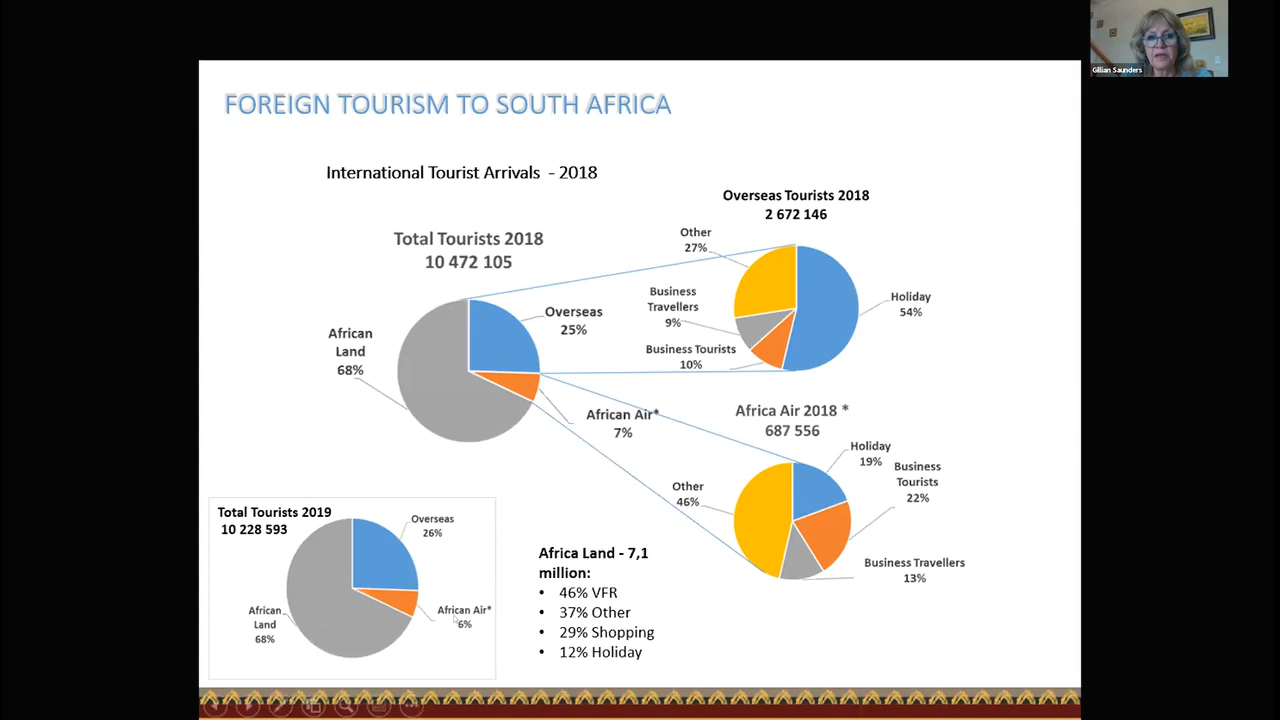 Gillian Saunders
FOREIGN TOURISM TO SOUTH AFRICA
International Tourist Arrivals - 2018
Total Tourists 2018
10 472 105
Overseas
25%
African
Land
68%
African Air*
7%
Overseas Tourists 2018
2 672 146
Other
27%
Business
Travellers
9%
Business Tourists
10%
Holiday
54%
Africa Air 2018 *
687 556
Holiday
19%
Business
Tourists
22%
Other
46%
Business Travellers
13%
Total Tourists 2019
10 228 593
Overseas
26%
African
Land
68%
African Air*
6%
Africa Land - 7,1
million:
• 46% VFR
• 37% Other
• 29% Shopping
• 12% Holiday